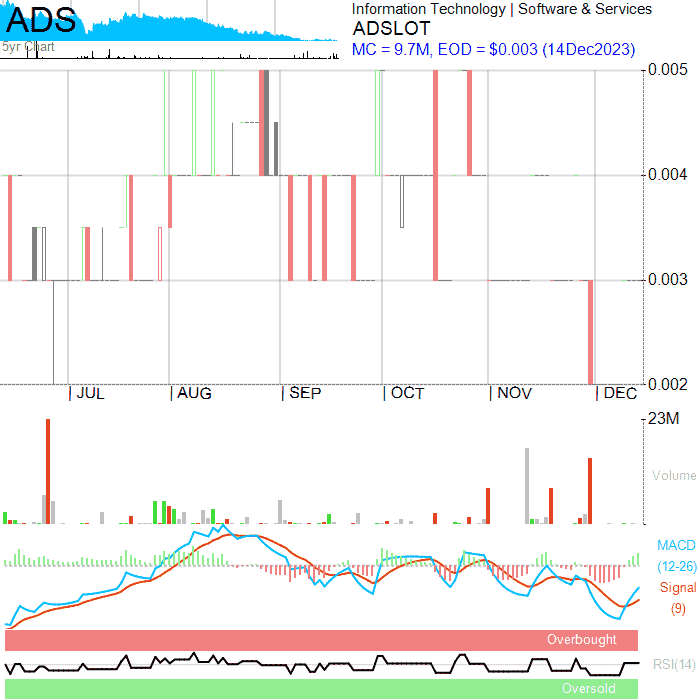 ADS
5yr Chart
Information Technology | Software & Services
ADSLOT
MC = 9.7M, EOD = $0.003 (14Dec2023)
0.005
0.004
0.003
0.002
JUL AUG SEP OCT NOV DEC
23M
Volume
MACD
(12-26)
Signal
(9)
Overbought
RSI(14)
Oversold